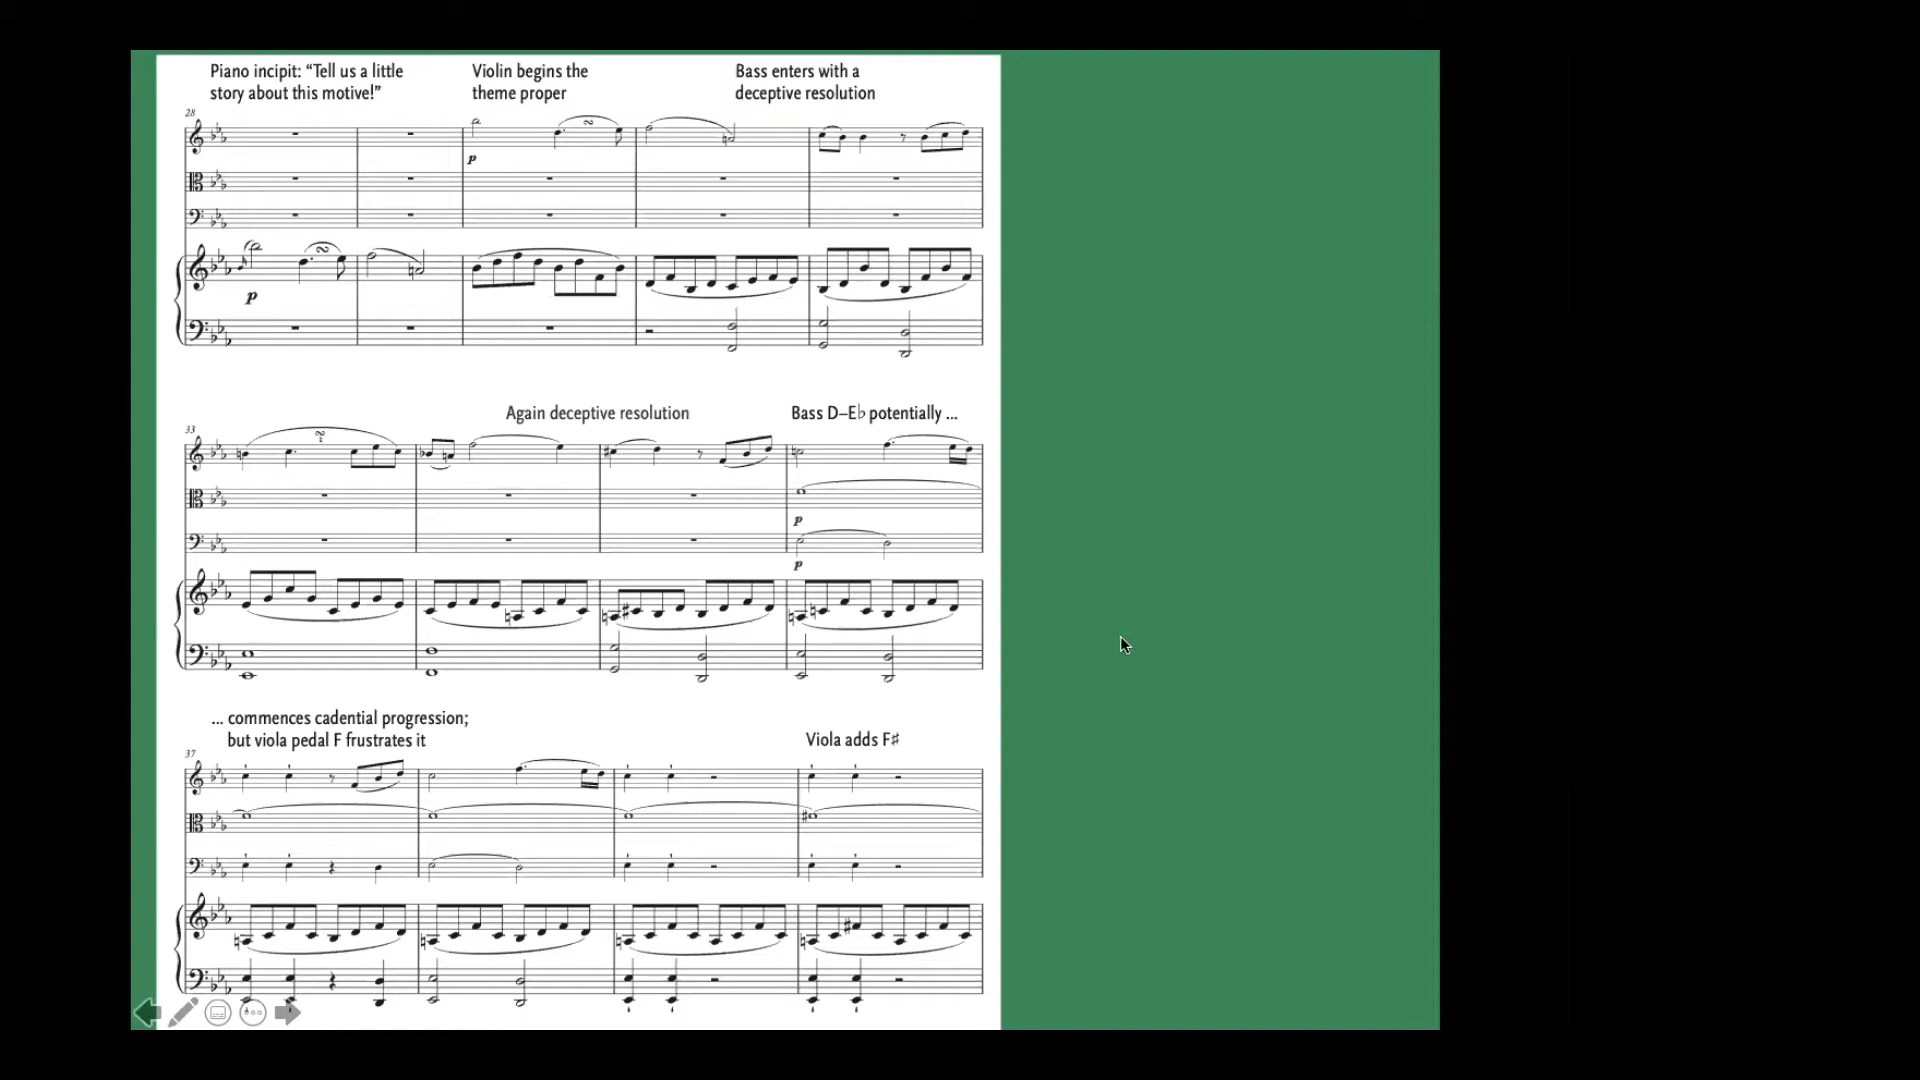 Piano incipit: “Tell us a little
story about this motive!”
Violin begins the
theme proper
Bass enters with a
deceptive resolution
28
p
p
Again deceptive resolution
Bass D–E♭ potentially ...
33
p
p
... commences cadential progression;
but viola pedal F frustrates it
Viola adds F♯
37